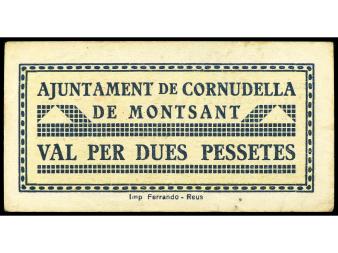 AJUNTAMENT DE CORNUDELLA
DE MONTSANT
VAL PER DUES PESSETES
Imp Ferrando - Reus